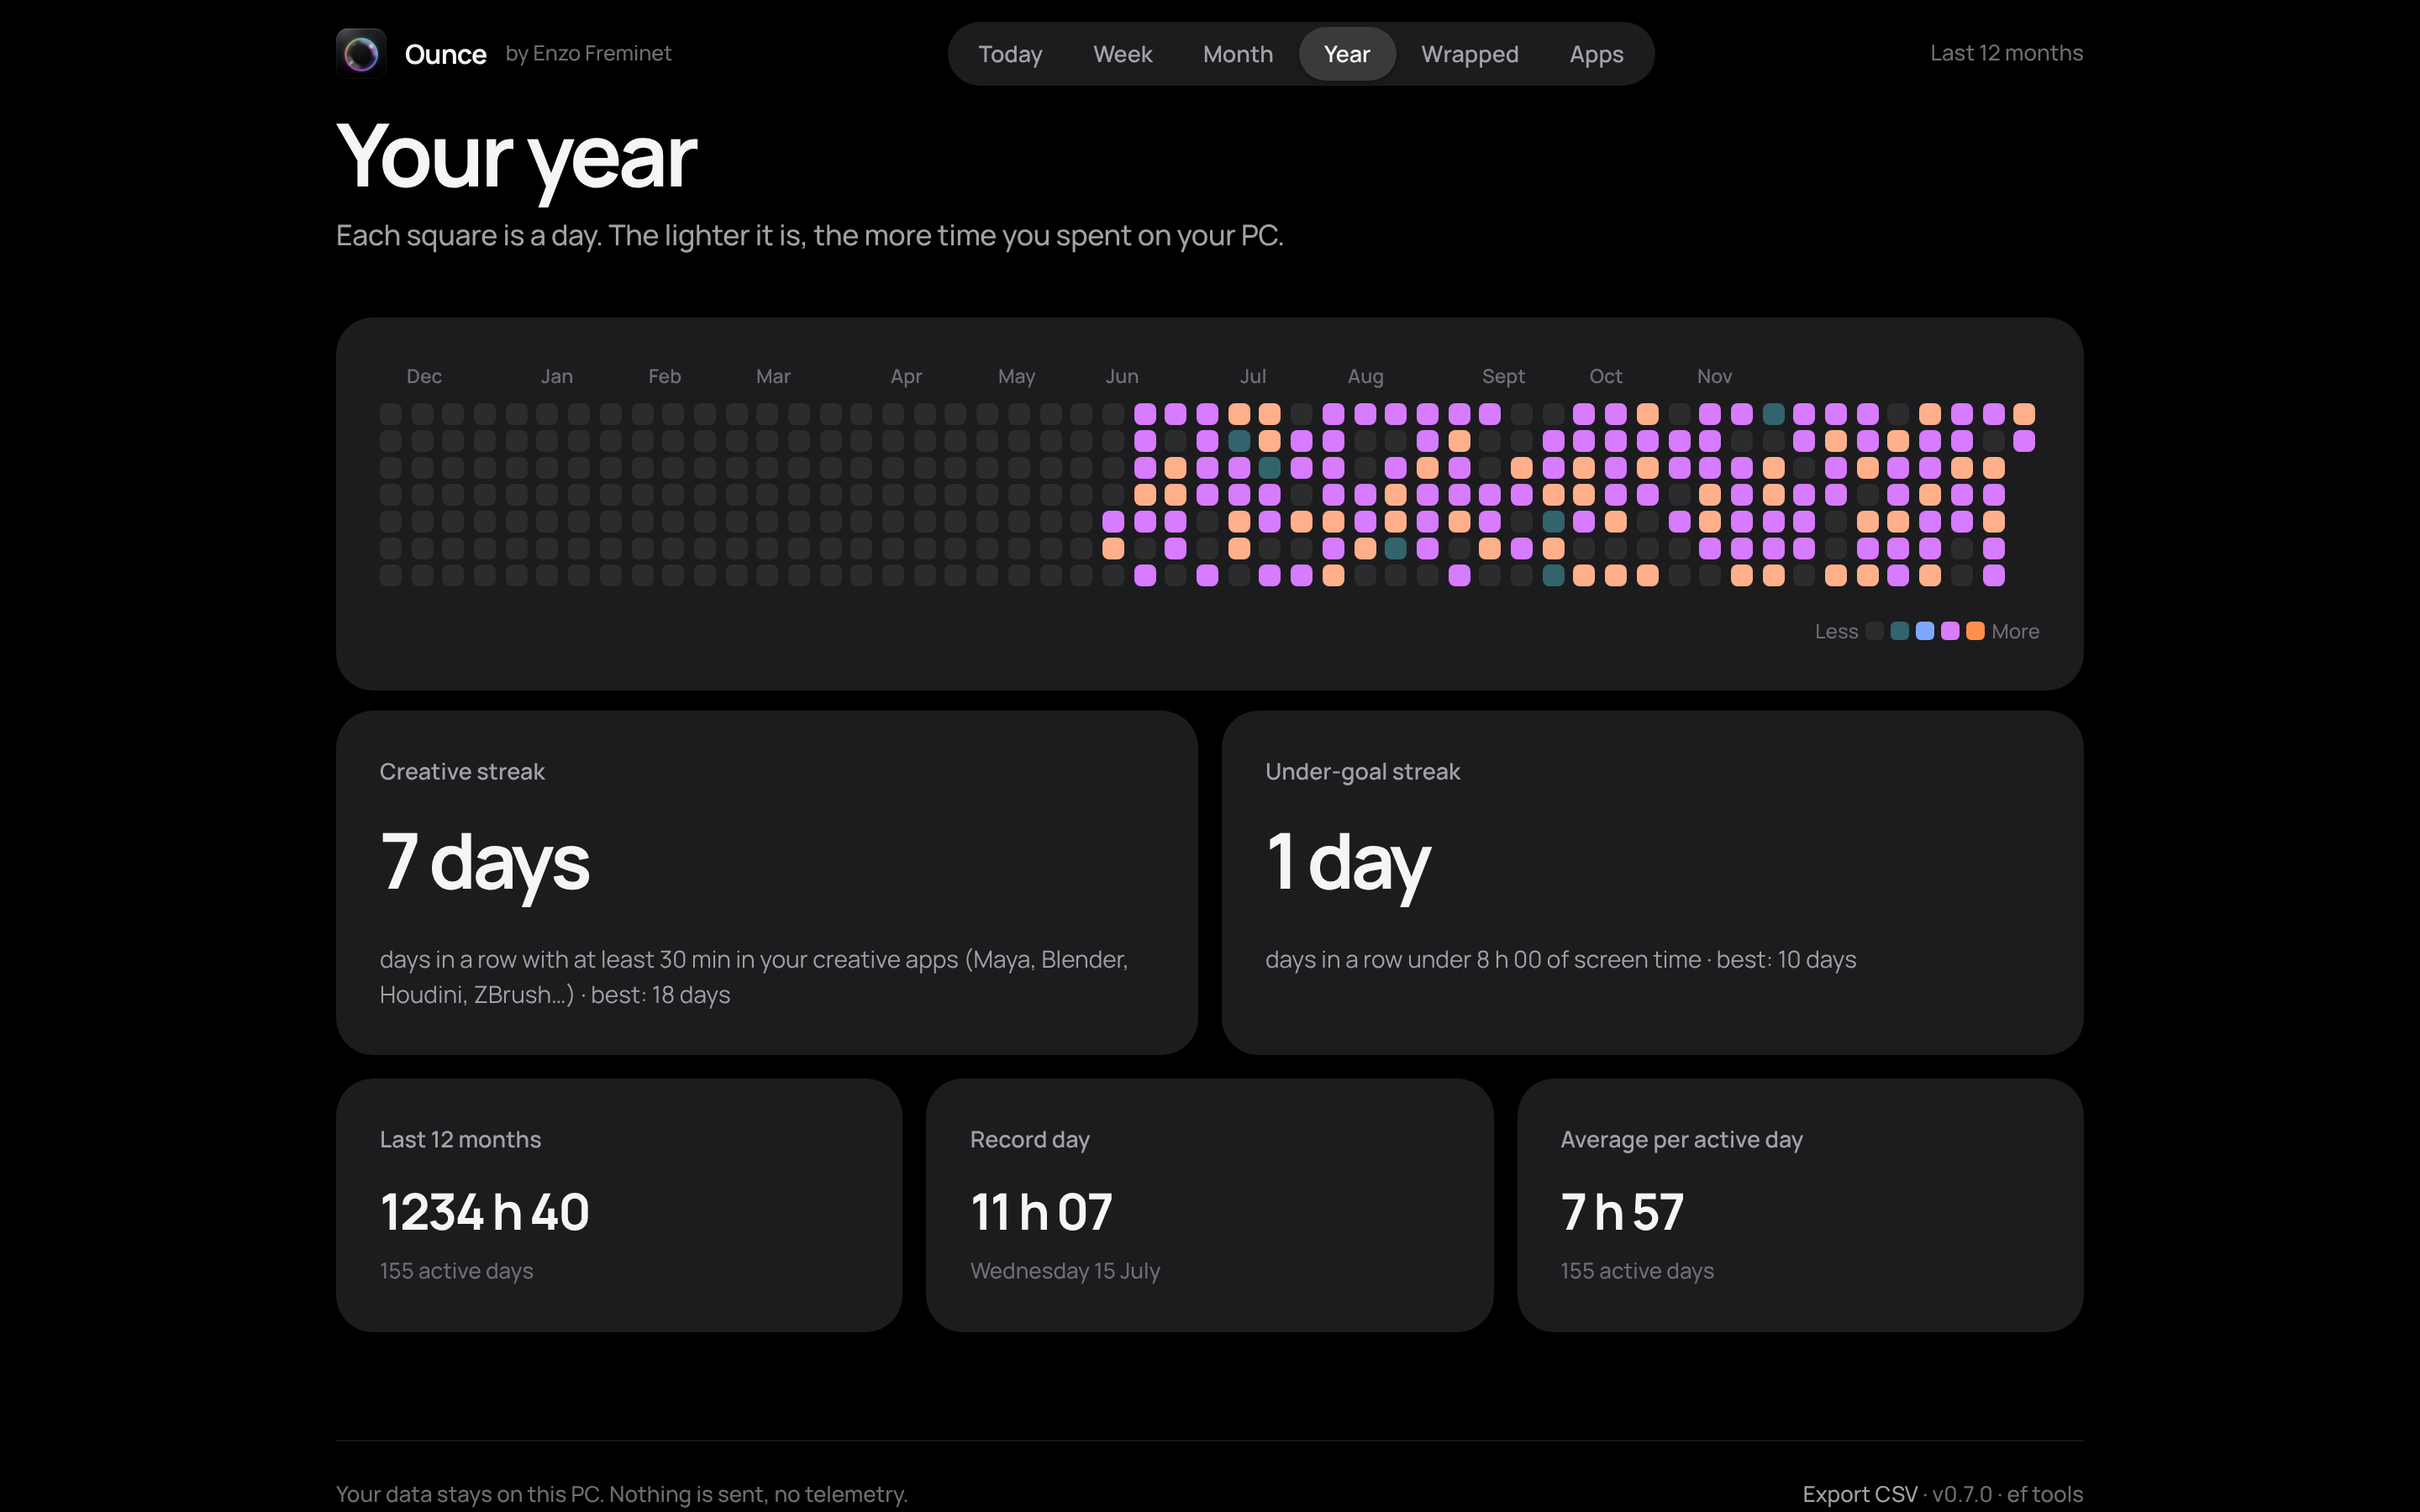 Ounce by Enzo Freminet
Today Week Month Year Wrapped Apps
Last 12 months
Your year
Each square is a day. The lighter it is, the more time you spent on your PC.
Dec Jan Feb Mar Apr May Jun Jul Aug Sept Oct Nov
Less More
Creative streak
7 days
days in a row with at least 30 min in your creative apps (Maya, Blender,
Houdini, ZBrush…) · best: 18 days
Under-goal streak
1 day
days in a row under 8 h 00 of screen time · best: 10 days
Last 12 months
1234 h 40
155 active days
Record day
11 h 07
Wednesday 15 July
Average per active day
7 h 57
155 active days
Your data stays on this PC. Nothing is sent, no telemetry.
Export CSV · v0.7.0 · ef tools